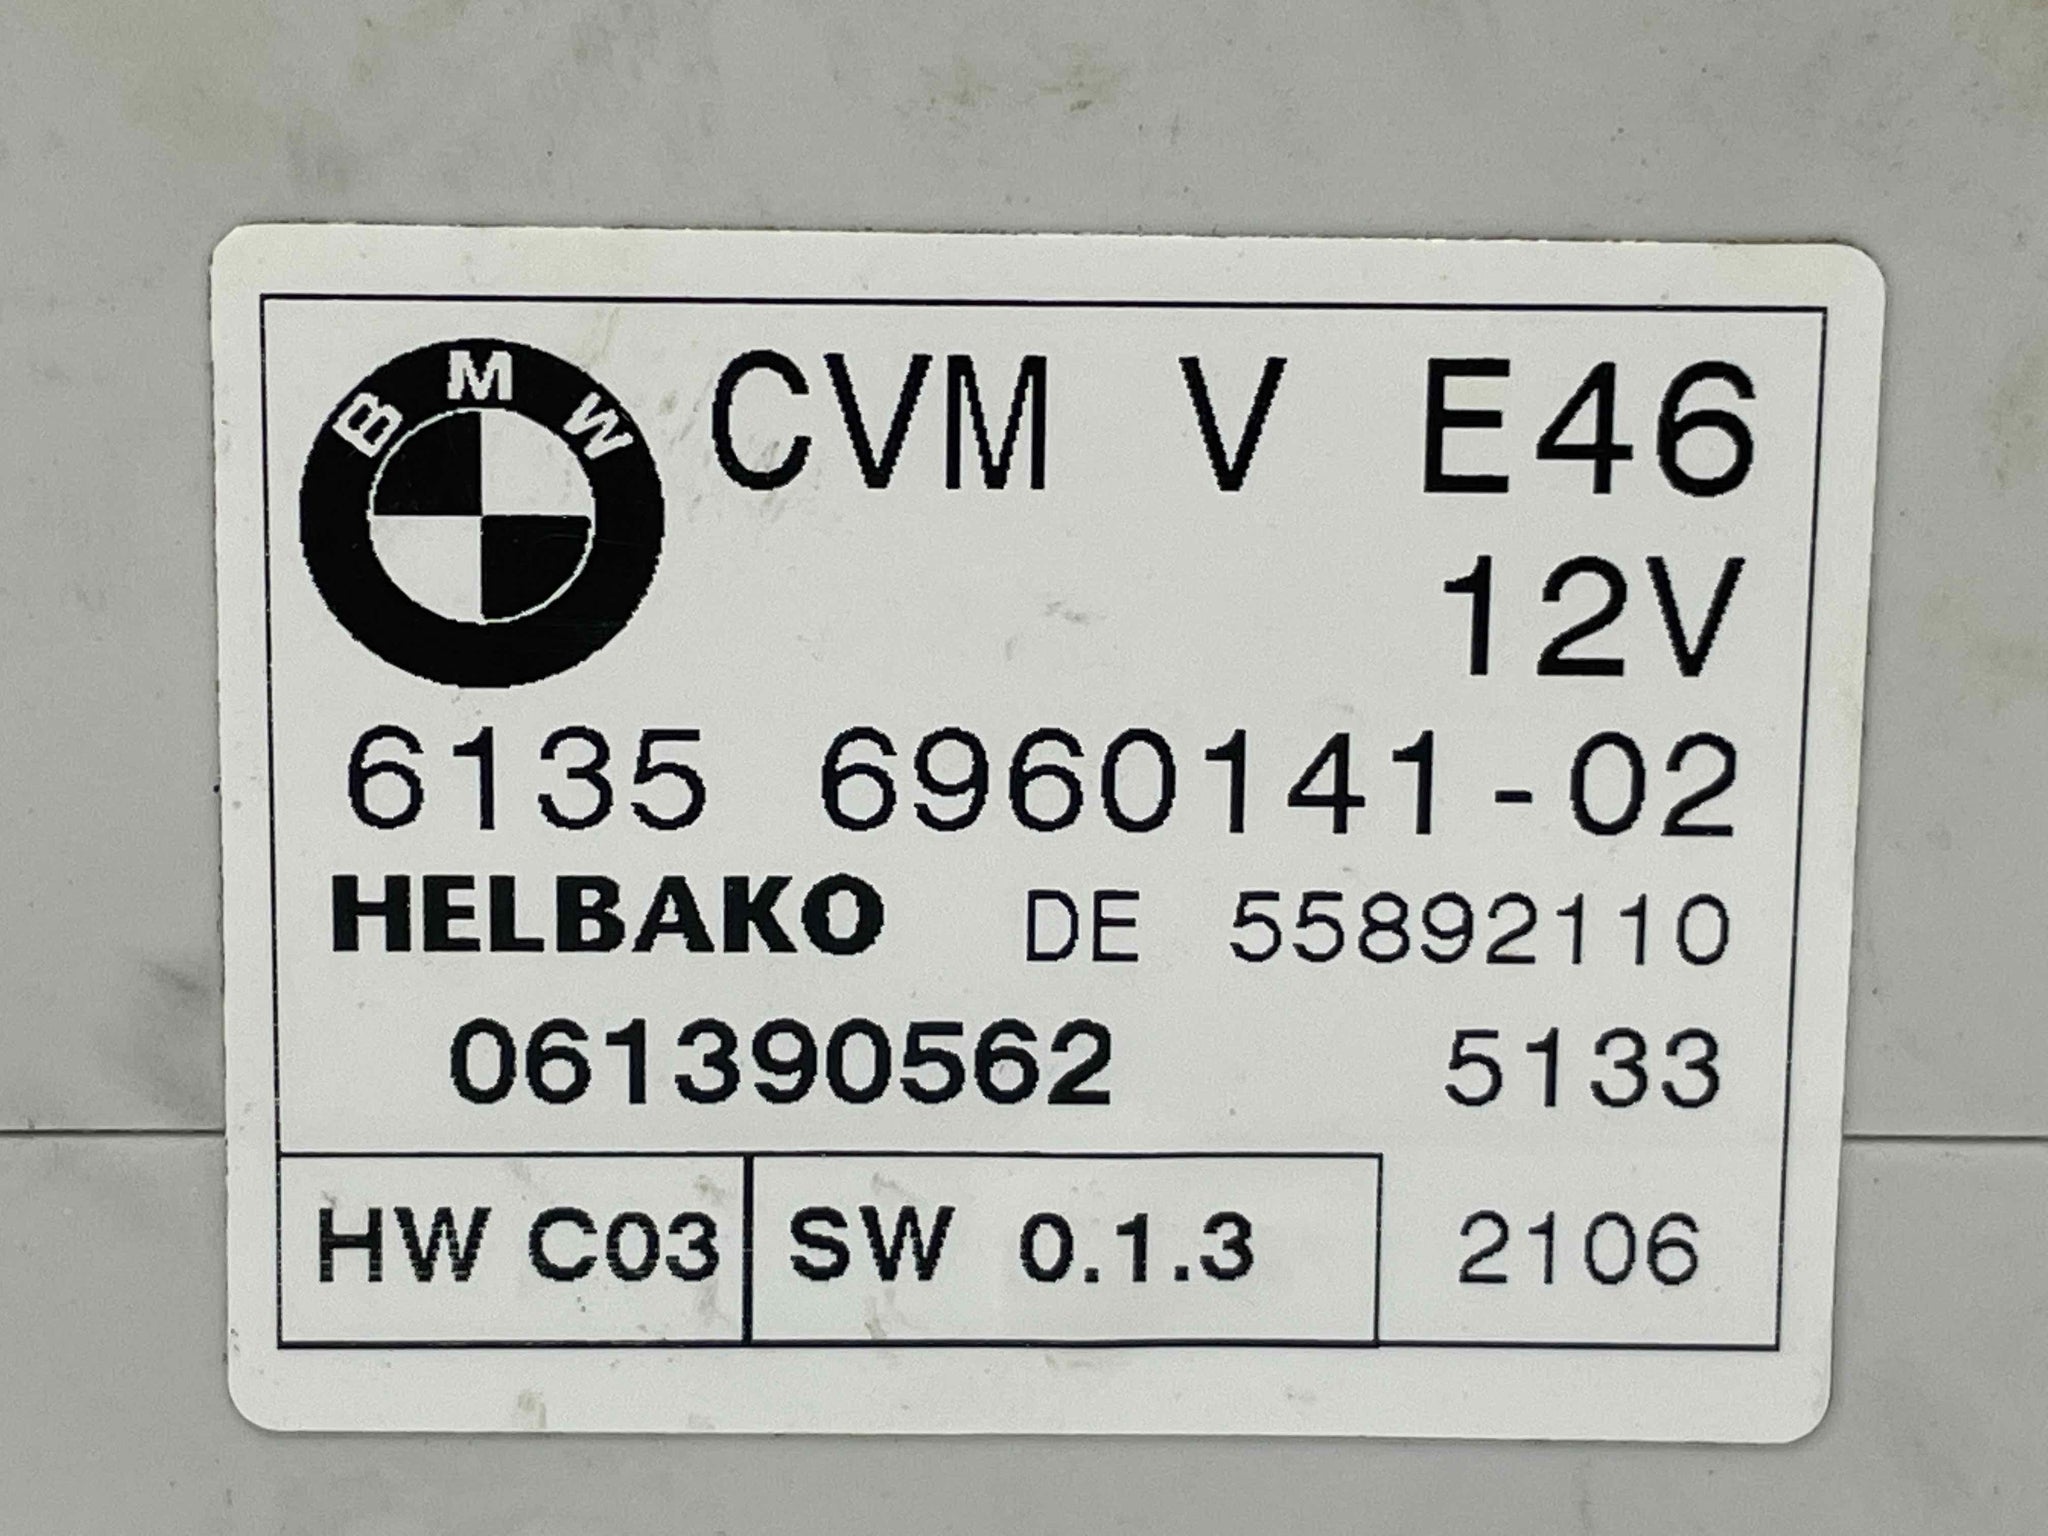 BMW
CVM V E46
12V
6135 6960141-02
HELBAKO DE 55892110
061390562 5133
HW C03 SW 0.1.3 2106